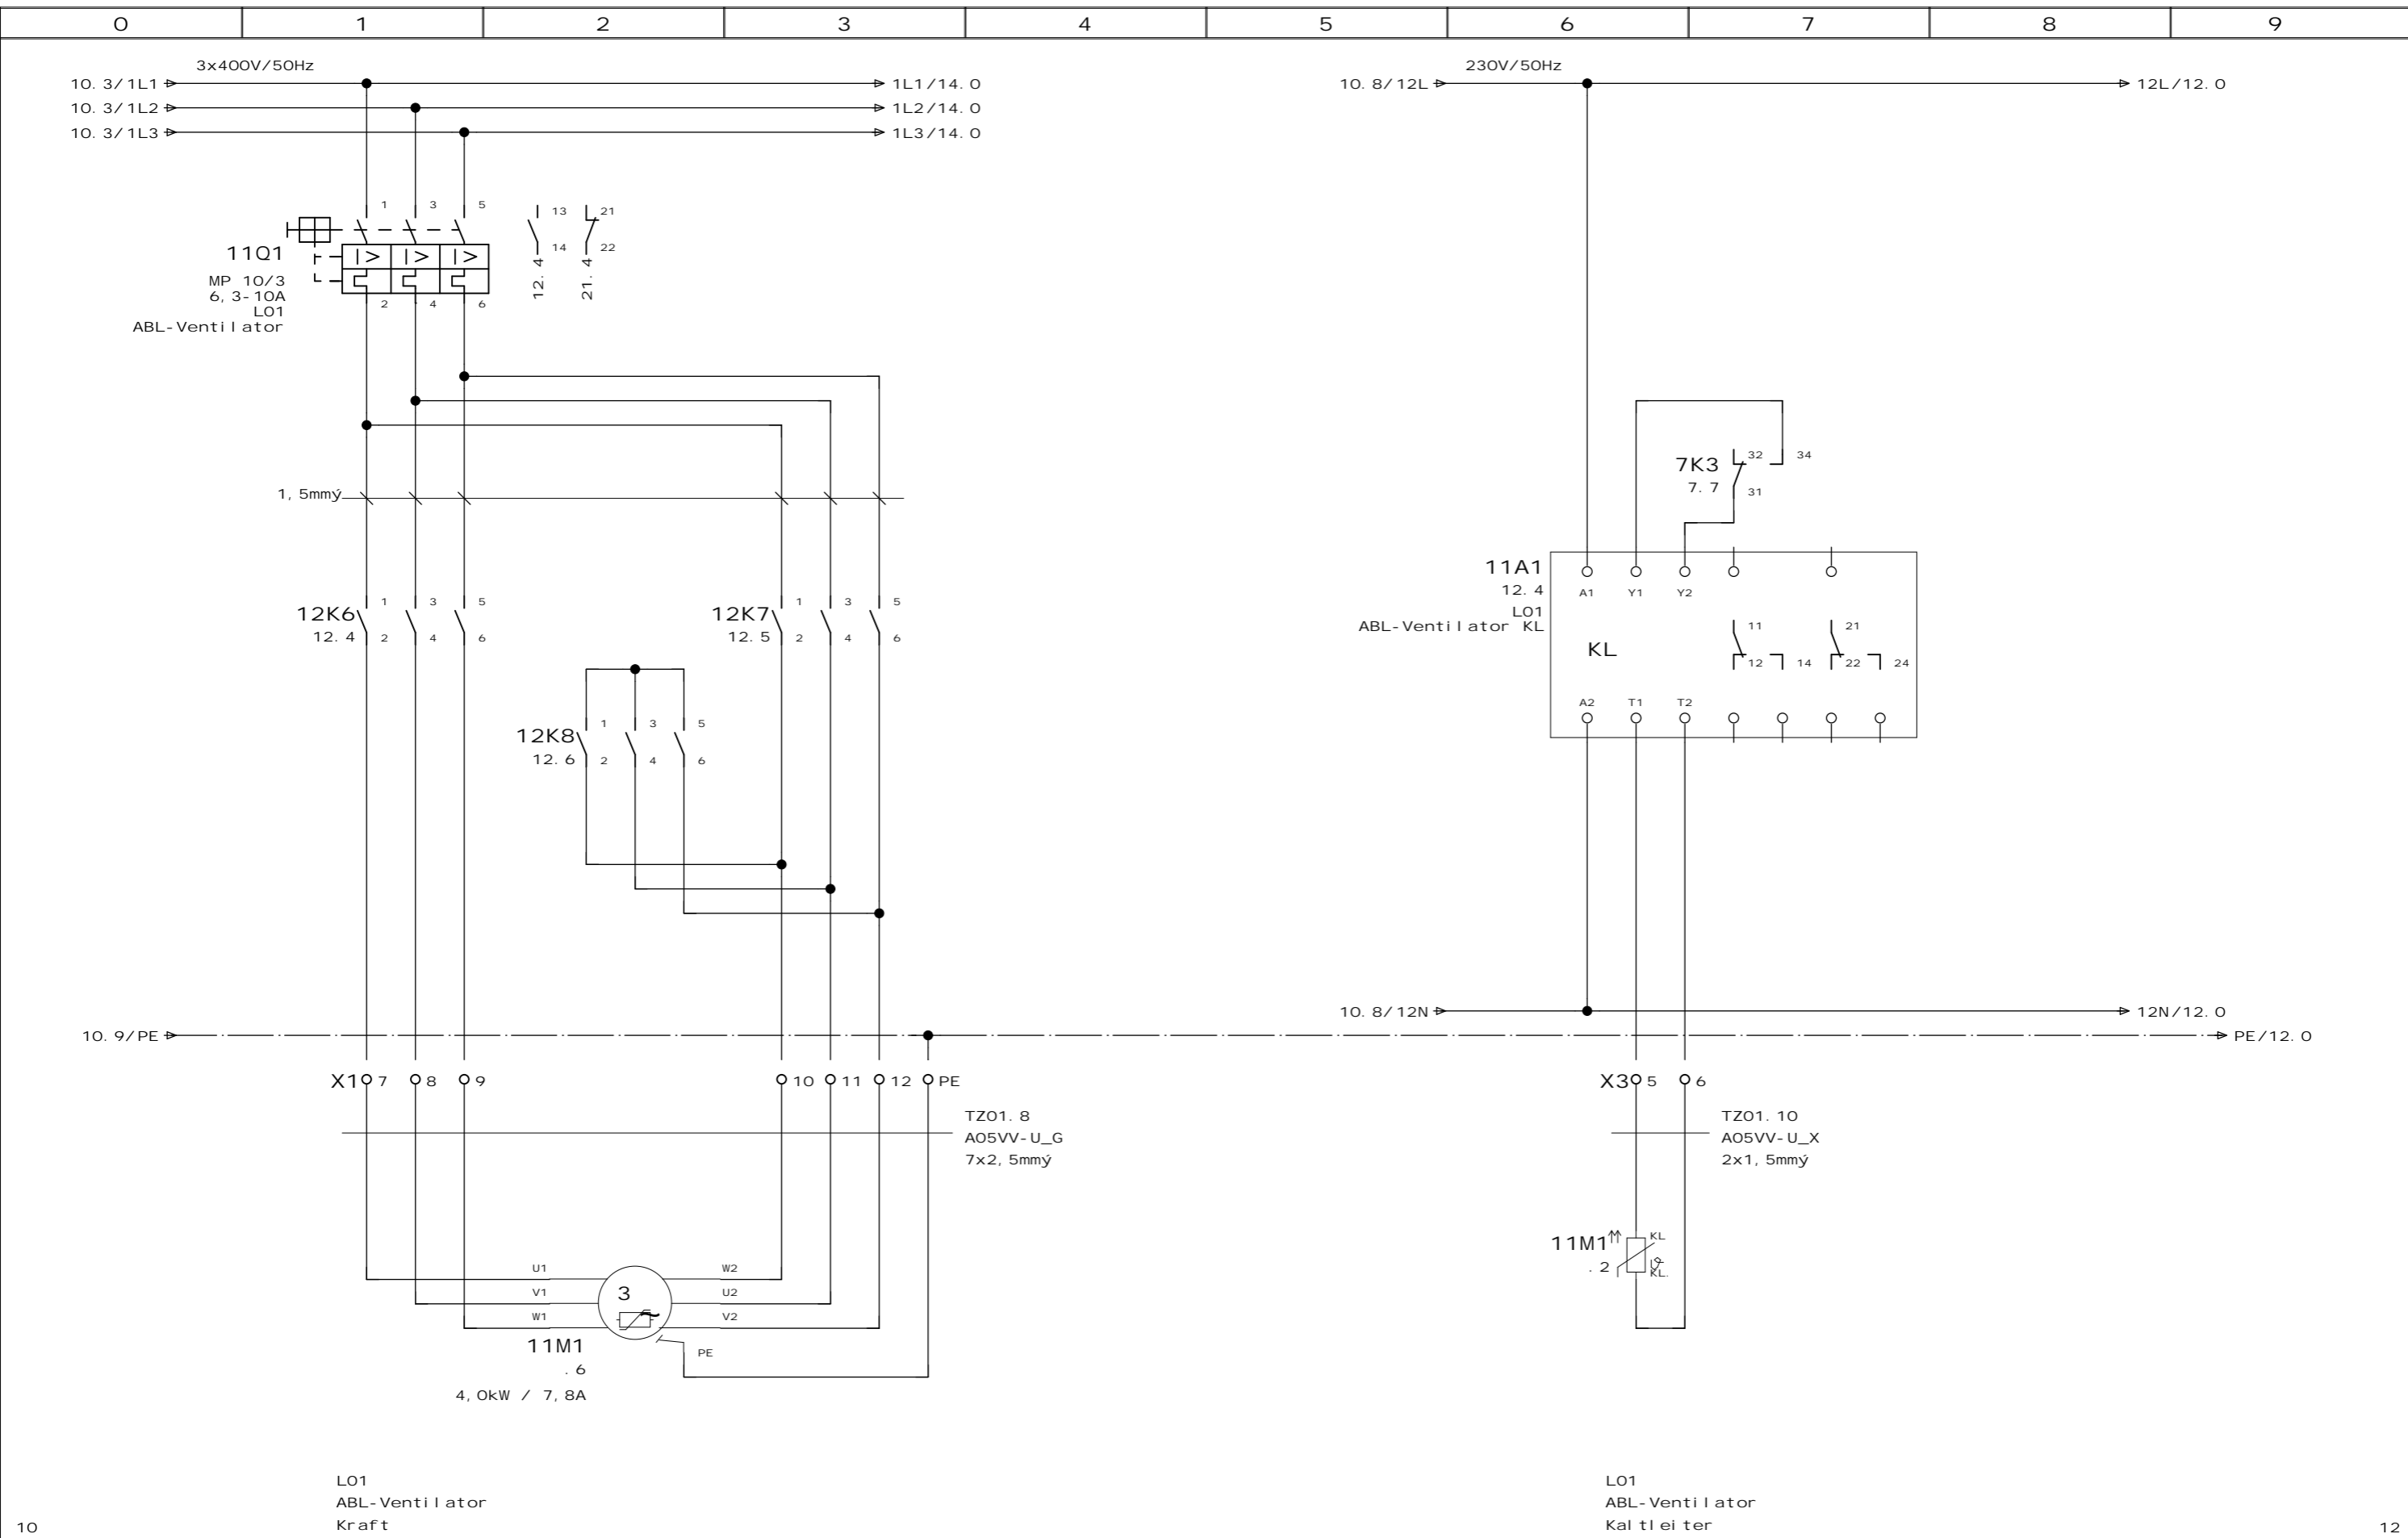 0 1 2 3 4 5 6 7 8 9
3x400V/50Hz
230V/50Hz
10.3/1L1
1L1/14.0
10.8/12L
12L/12.0
10.3/1L2
1L2/14.0
10.3/1L3
1L3/14.0
1 3 5
13 21
11Q1
14 22
MP 10/3
6,3-10A
L01
ABL-Ventilator
I> I> I>
2 4 6
12.4
21.4
7K3
7.7
32 34
31
1,5mmý
11A1
12.4
L01
ABL-Ventilator KL
A1 Y1 Y2
KL
11 21
12 14 22 24
A2 T1 T2
12K6
12.4
1 3 5
2 4 6
12K7
12.5
1 3 5
2 4 6
12K8
12.6
1 3 5
2 4 6
10.8/12N
12N/12.0
10.9/PE
PE/12.0
X1 7 8 9 10 11 12 PE
X3 5 6
TZ01.8
A05VV-U_G
7x2,5mmý
TZ01.10
A05VV-U_X
2x1,5mmý
11M1
.2
KL
KL.
ϑ
U1 W2
V1 3 U2
W1 V2
~
11M1
.6
PE
4,0kW / 7,8A
L01
ABL-Ventilator
Kraft
L01
ABL-Ventilator
Kaltleiter
10
12